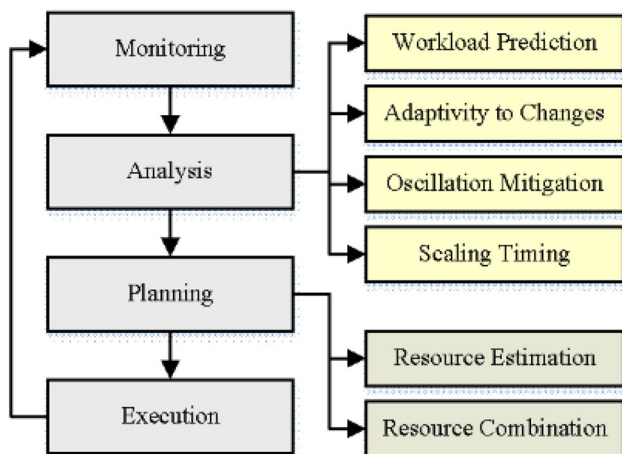 Monitoring
Analysis
Planning
Execution
Workload Prediction
Adaptivity to Changes
Oscillation Mitigation
Scaling Timing
Resource Estimation
Resource Combination